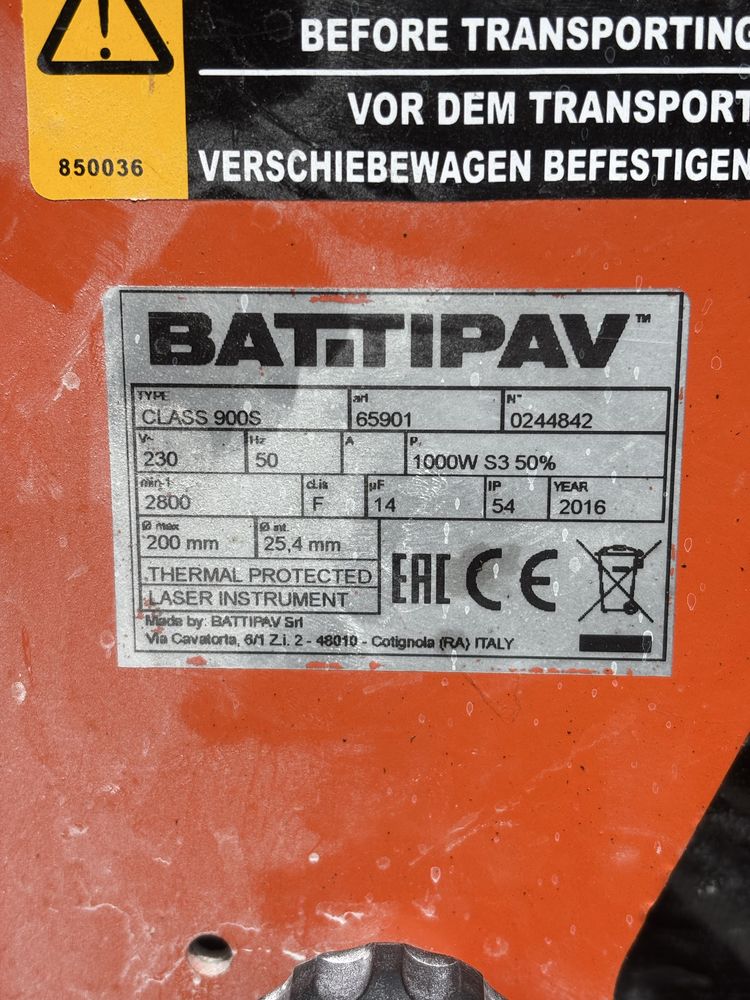 BEFORE TRANSPORTING
VOR DEM TRANSPORT
850036
VERSCHIEBEWAGEN BEFESTIGEN
BATTIPAV™
TYPE art N°
CLASS 900S 65901 0244842
V~ Hz A P.
230 50 1000W S3 50%
min-1 cl.is µF IP YEAR
2800 F 14 54 2016
Ø max Ø int.
200 mm 25,4 mm
THERMAL PROTECTED
EAC CE
LASER INSTRUMENT
Made by: BATTIPAV Srl
Via Cavatorta, 6/1 Z.i. 2 - 48010 - Cotignola (RA) ITALY